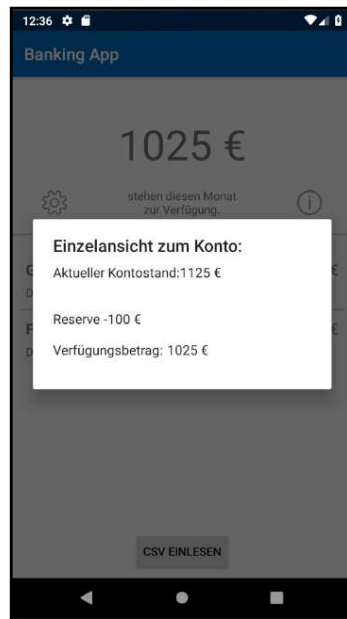 12:36
Banking App
1025 €
stehen diesen Monat
zur Verfügung.
Einzelansicht zum Konto:
Aktueller Kontostand:1125 €
Reserve -100 €
Verfügungsbetrag: 1025 €
CSV EINLESEN